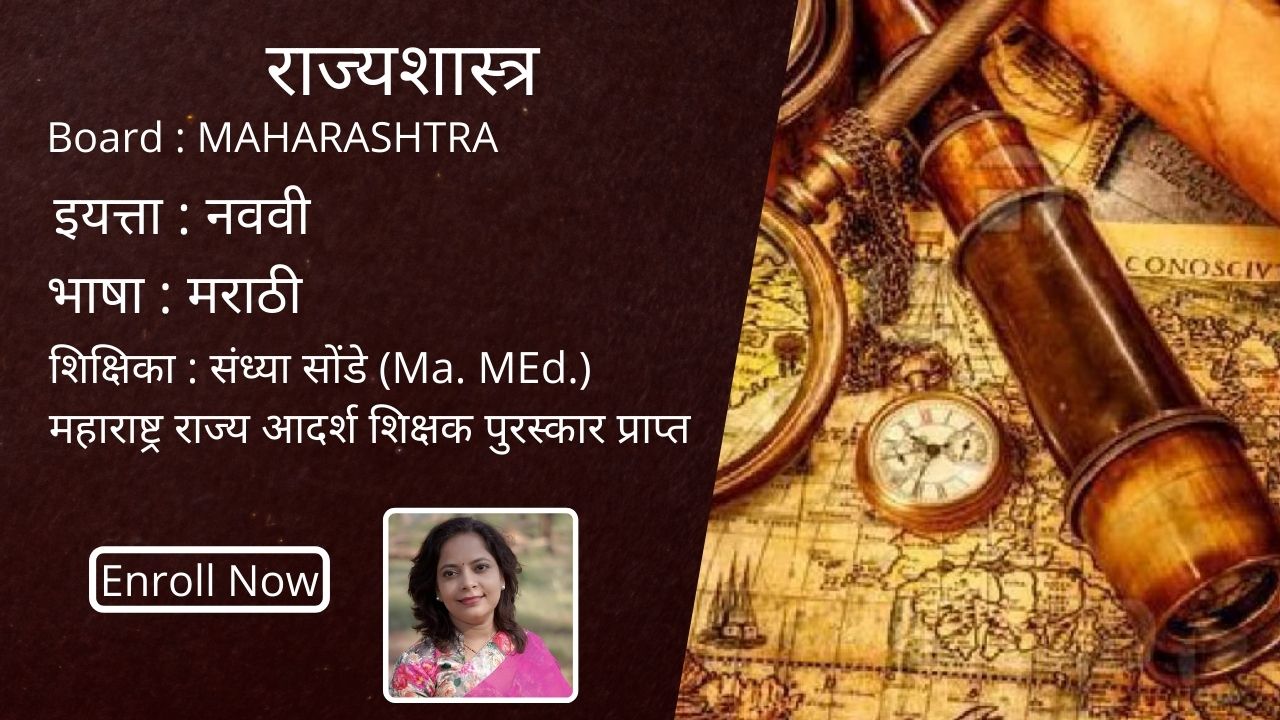 राज्यशास्त्र
Board : MAHARASHTRA
इयत्ता : नववी
भाषा : मराठी
शिक्षिका : संध्या सोंडे (Ma. MEd.)
महाराष्ट्र राज्य आदर्श शिक्षक पुरस्कार प्राप्त
Enroll Now
CONOSCIV